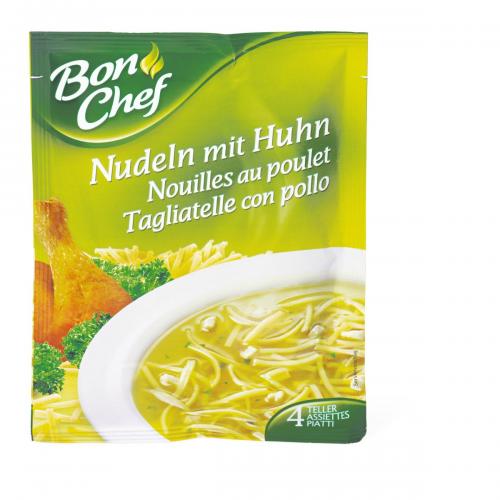 Bon
Chef
Nudeln mit Huhn
Nouilles au poulet
Tagliatelle con pollo
4 TELLER
ASSIETTES
PIATTI